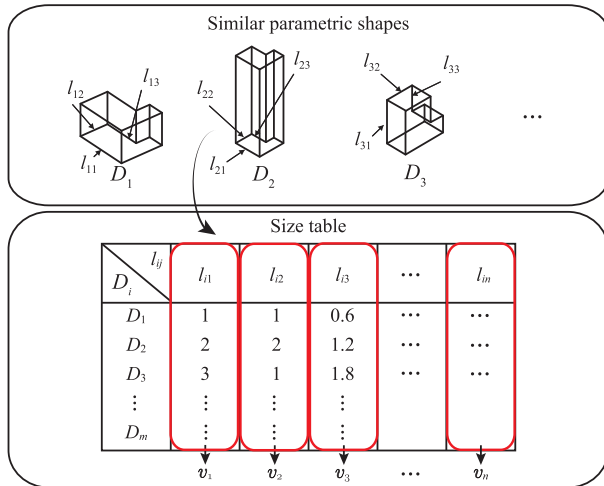 Similar parametric shapes
l12 l13 l11 D1
l22 l23 l21 D2
l32 l33 l31 D3
...
Size table
lij Di li1 li2 li3 ... lin
D1 1 1 0.6 ... ...
D2 2 2 1.2 ... ...
D3 3 1 1.8 ... ...
⋮ ⋮ ⋮ ⋮
Dm ⋮ ⋮ ⋮ ⋮
v1 v2 v3 ... vn